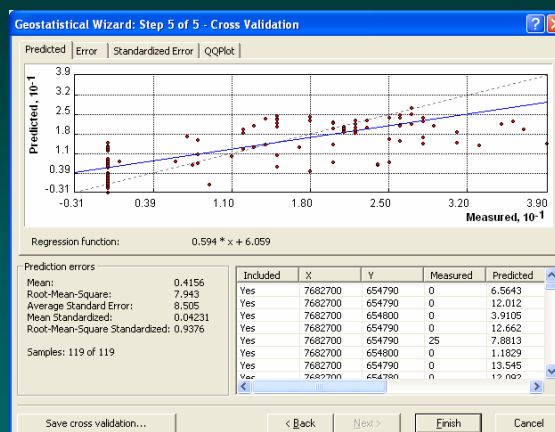 Geostatistical Wizard: Step 5 of 5 - Cross Validation
Predicted Error Standardized Error QQPlot
Predicted, 10^-1
3.9
3.2
2.5
1.8
1.1
0.39
-0.31
-0.31 0.39 1.10 1.80 2.50 3.20 3.90
Measured, 10^-1
Regression function: 0.594 * x + 6.059
Prediction errors
Mean: 0.4156
Root-Mean-Square: 7.943
Average Standard Error: 8.505
Mean Standardized: 0.04231
Root-Mean-Square Standardized: 0.9376
Samples: 119 of 119
Included X Y Measured Predicted
Yes 7682700 654790 0 6.5643
Yes 7682700 654790 0 12.012
Yes 7682700 654800 0 3.9105
Yes 7682700 654790 0 12.662
Yes 7682700 654790 25 7.8813
Yes 7682700 654800 0 1.1829
Yes 7682700 654790 0 13.545
Yes 7682700 654780 0 12.092
Save cross validation... < Back Next > Finish Cancel